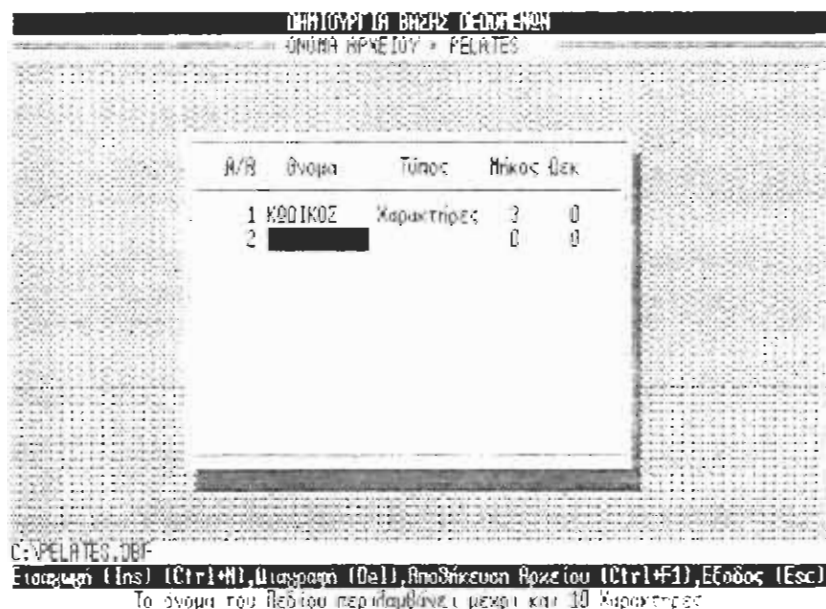 ΔΗΜΙΟΥΡΓΙΑ ΒΑΣΗΣ ΔΕΔΟΜΕΝΩΝ
ΟΝΟΜΑ ΑΡΧΕΙΟΥ » PELATES
Α/Α Όνομα Τύπος Μήκος Δεκ
1 ΚΩΔΙΚΟΣ Χαρακτήρες 3 0
2 0 0
C:\PELATES.DBF
Εισαγωγή (Ins) (Ctrl+N),Διαγραφή (Del),Αποθήκευση Αρχείου (Ctrl+F1),Εξοδος (Esc)
Το όνομα του Πεδίου περιλαμβάνει μεχρι και 10 Χαρακτήρες